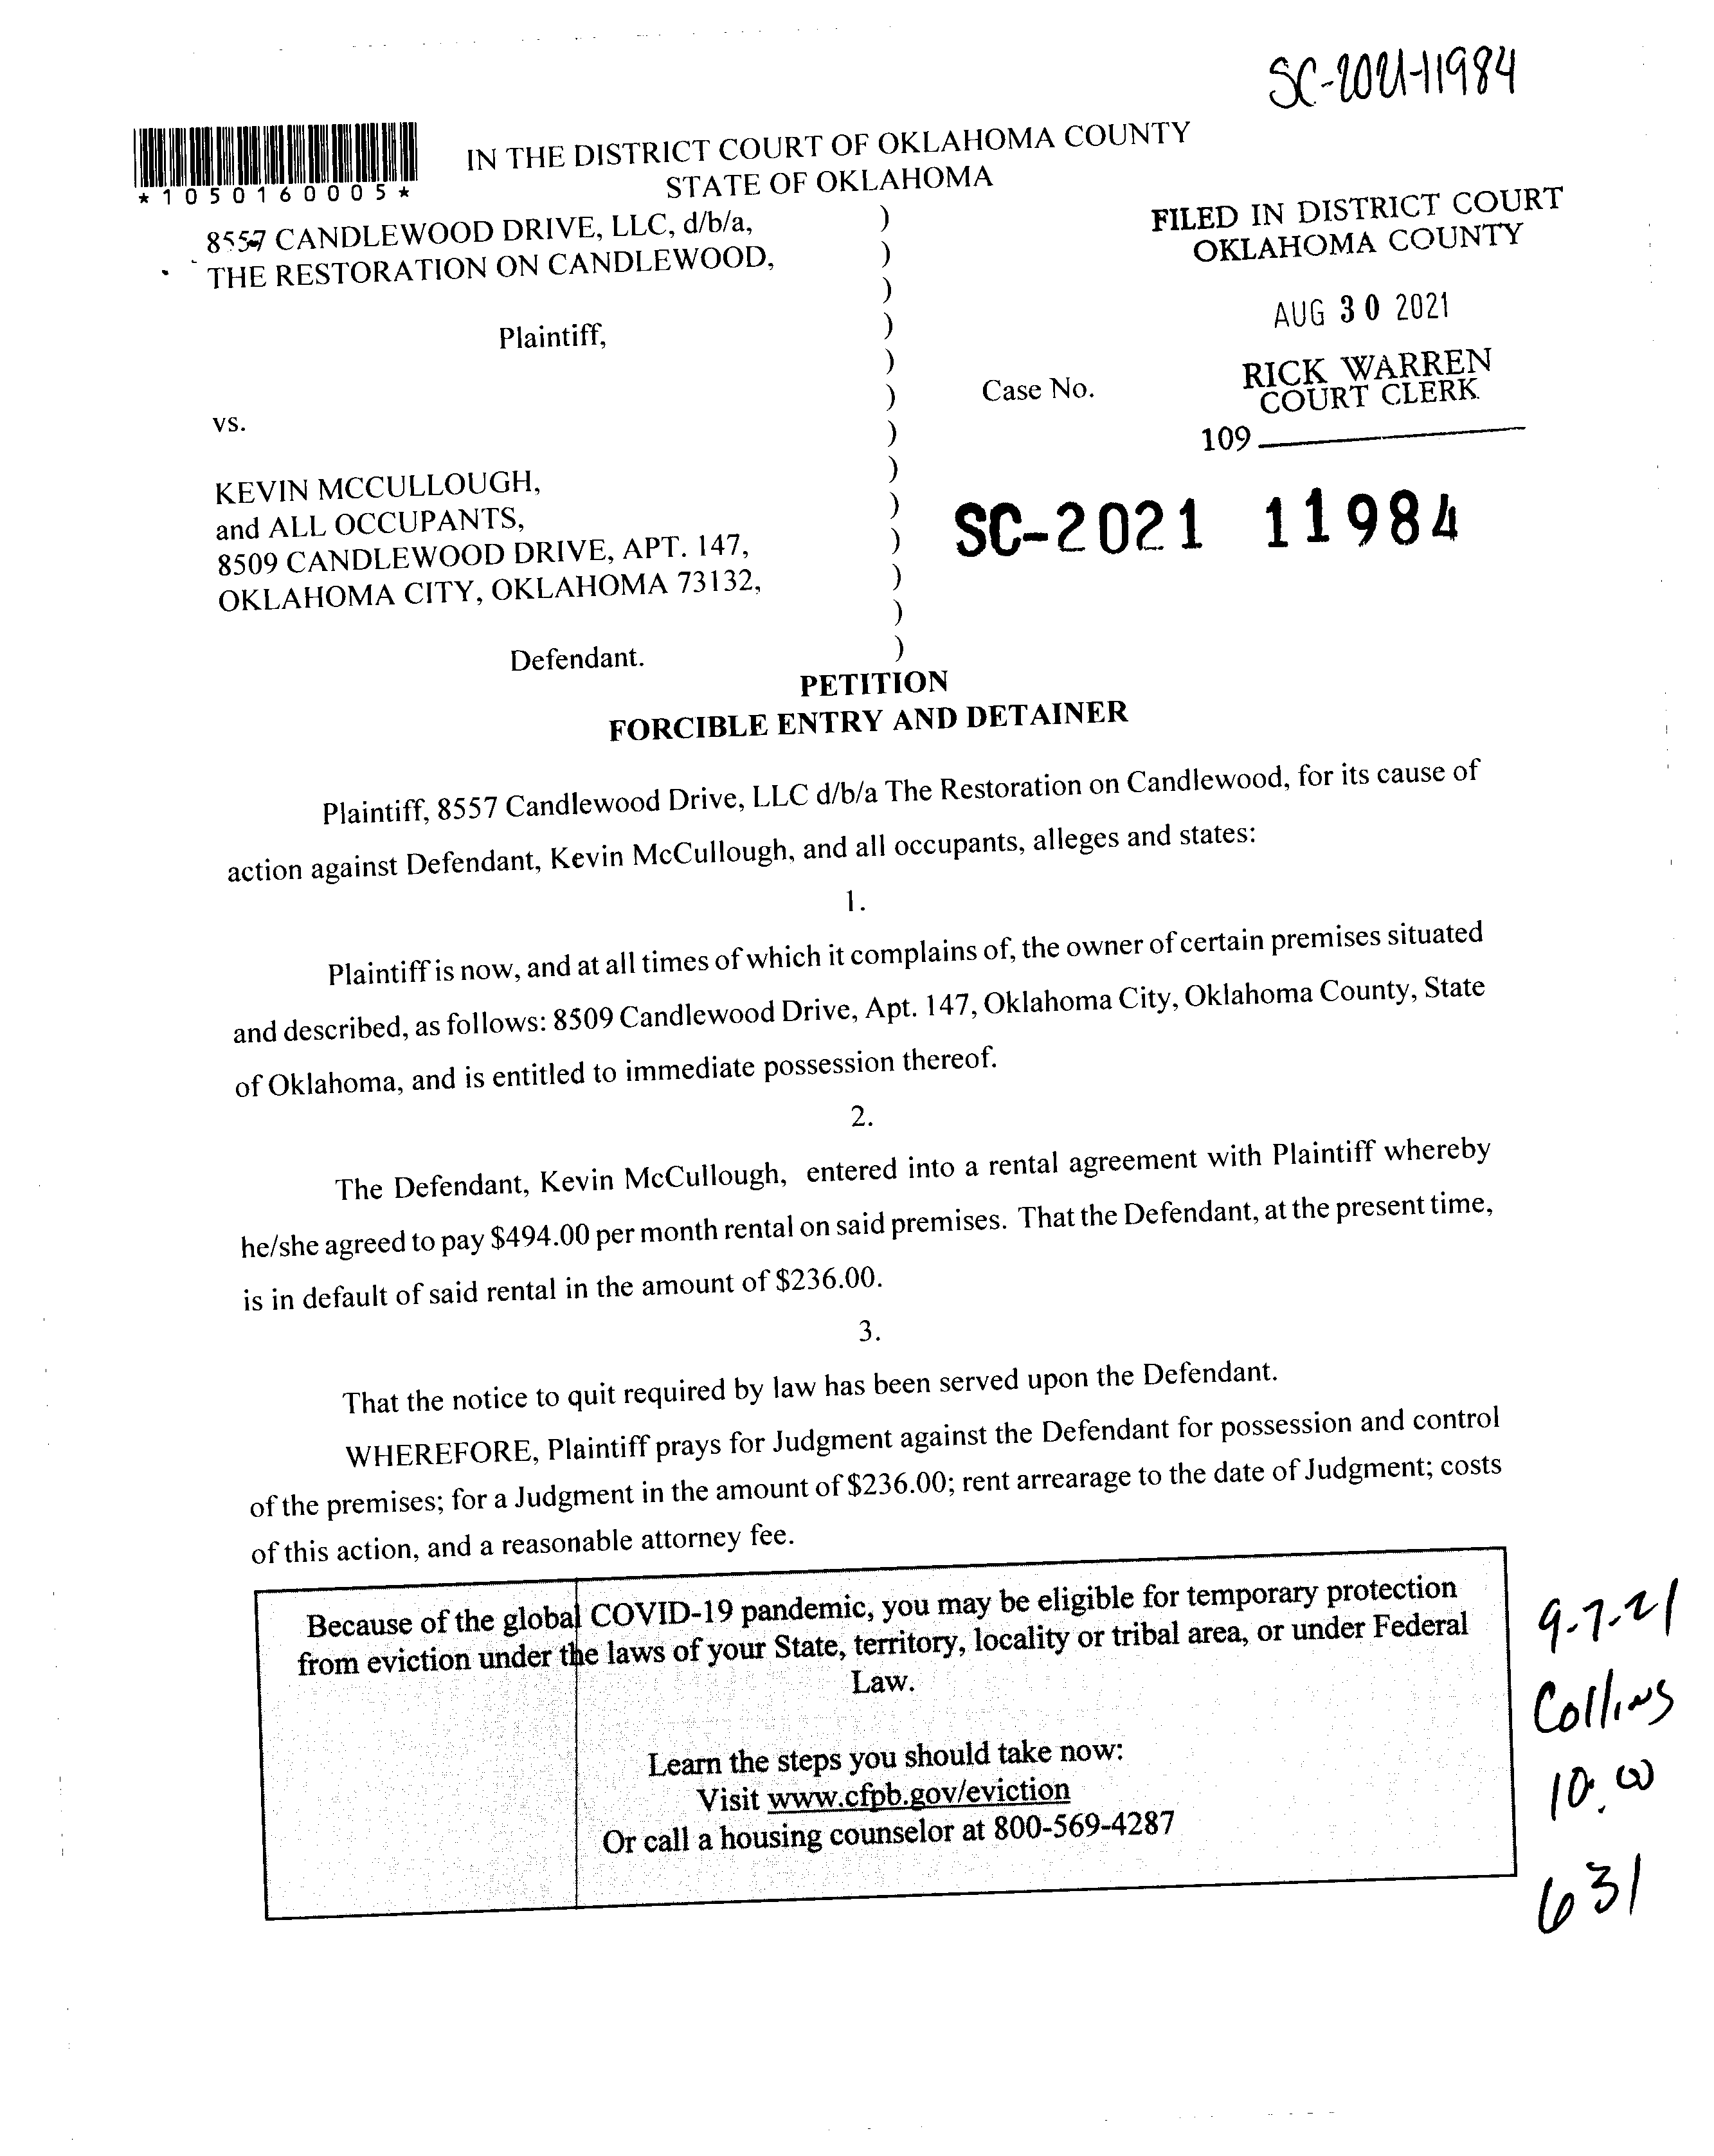 SC-2021-11984
*1050160005*
IN THE DISTRICT COURT OF OKLAHOMA COUNTY
STATE OF OKLAHOMA
8557 CANDLEWOOD DRIVE, LLC, d/b/a, )
THE RESTORATION ON CANDLEWOOD, )
)
Plaintiff, )
)
)
vs. )
)
KEVIN MCCULLOUGH, )
and ALL OCCUPANTS, )
8509 CANDLEWOOD DRIVE, APT. 147, )
OKLAHOMA CITY, OKLAHOMA 73132, )
)
Defendant. )
FILED IN DISTRICT COURT
OKLAHOMA COUNTY
AUG 30 2021
RICK WARREN
COURT CLERK
Case No.
109
SC-2021 11984
PETITION
FORCIBLE ENTRY AND DETAINER
Plaintiff, 8557 Candlewood Drive, LLC d/b/a The Restoration on Candlewood, for its cause of
action against Defendant, Kevin McCullough, and all occupants, alleges and states:
1.
Plaintiff is now, and at all times of which it complains of, the owner of certain premises situated
and described, as follows: 8509 Candlewood Drive, Apt. 147, Oklahoma City, Oklahoma County, State
of Oklahoma, and is entitled to immediate possession thereof.
2.
The Defendant, Kevin McCullough, entered into a rental agreement with Plaintiff whereby
he/she agreed to pay $494.00 per month rental on said premises. That the Defendant, at the present time,
is in default of said rental in the amount of $236.00.
3.
That the notice to quit required by law has been served upon the Defendant.
WHEREFORE, Plaintiff prays for Judgment against the Defendant for possession and control
of the premises; for a Judgment in the amount of $236.00; rent arrearage to the date of Judgment; costs
of this action, and a reasonable attorney fee.
Because of the global COVID-19 pandemic, you may be eligible for temporary protection
from eviction under the laws of your State, territory, locality or tribal area, or under Federal
Law.
Learn the steps you should take now:
Visit www.cfpb.gov/eviction
Or call a housing counselor at 800-569-4287
9-7-21
Collins
10:00
631